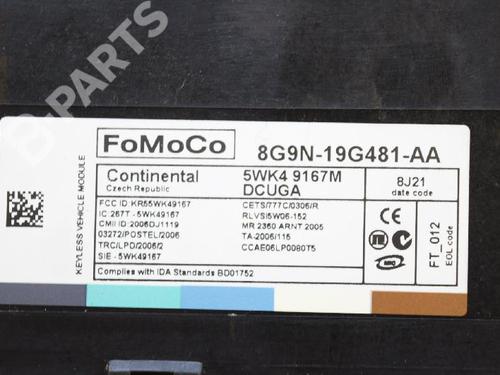 B-PARTS
FoMoCo
8G9N-19G481-AA
KEYLESS VEHICLE MODULE
Continental
Czech Republic
5WK4 9167M
DCUGA
8J21
date code
FCC ID: KR55WK49167
IC:267T - 5WK49167
CMII ID:2006DJ1119
03272/POSTEL/2006
TRC/LPD/2006/2
SIE - 5WK49167
CETS/777C/0306/R
RLVSI5W06-152
MR 2360 ARNT 2005
TA-2006/116
CCAE06LP0080T5
Complies with IDA Standards BD01752
FT_012
EOL code